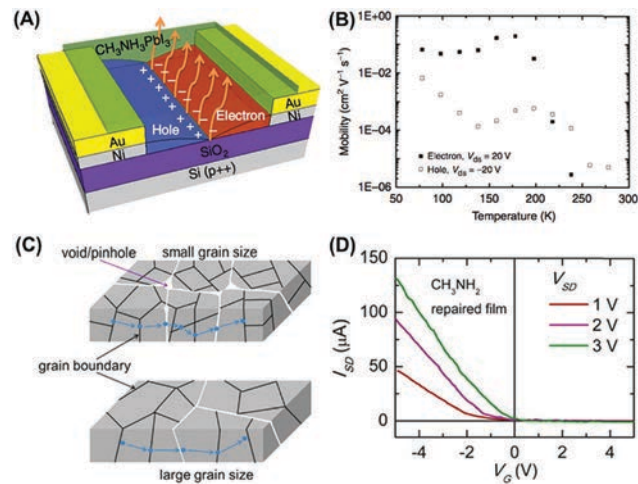 (A)
CH3NH3PbI3
Electron
Hole
Au
Ni
Au
Ni
SiO2
Si (p++)
(B)
Mobility (cm² V⁻¹ s⁻¹)
1E+00
1E−02
1E−04
1E−06
Electron, Vds = 20 V
Hole, Vds = −20 V
50 100 150 200 250 300
Temperature (K)
(C)
void/pinhole small grain size
grain boundary
large grain size
(D)
ISD (μA)
150
100
50
0
CH3NH2
repaired film
VSD
1 V
2 V
3 V
-4 -2 0 2 4
VG (V)